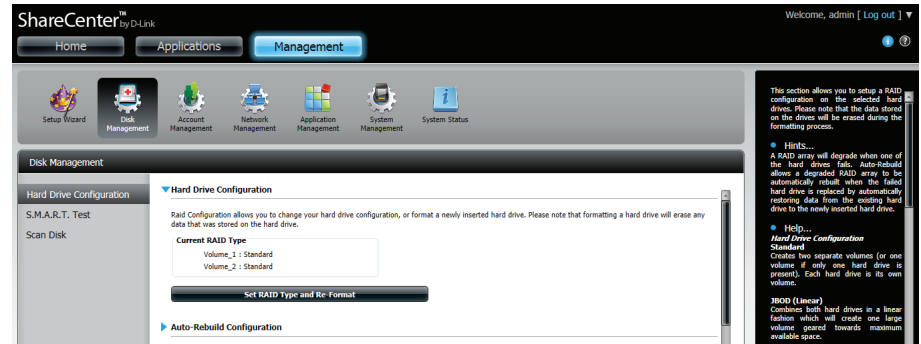 ShareCenter™ by D-Link
Welcome, admin [ Log out ] ▼
Home
Applications
Management
Setup Wizard
Disk
Management
Account
Management
Network
Management
Application
Management
System
Management
System Status
Disk Management
Hard Drive Configuration
S.M.A.R.T. Test
Scan Disk
Hard Drive Configuration
Raid Configuration allows you to change your hard drive configuration, or format a newly inserted hard drive. Please note that formatting a hard drive will erase any
data that was stored on the hard drive.
Current RAID Type
Volume_1 : Standard
Volume_2 : Standard
Set RAID Type and Re-Format
Auto-Rebuild Configuration
This section allows you to setup a RAID
configuration on the selected hard
drives. Please note that the data stored
on the drives will be erased during the
formatting process.
Hints...
A RAID array will degrade when one of
the hard drives fails. Auto-Rebuild
allows a degraded RAID array to be
automatically rebuilt when the failed
hard drive is replaced by automatically
restoring data from the existing hard
drive to the newly inserted hard drive.
Help...
Hard Drive Configuration
Standard
Creates two separate volumes (or one
volume if only one hard drive is
present). Each hard drive is its own
volume.
JBOD (Linear)
Combines both hard drives in a linear
fashion which will create one large
volume geared towards maximum
available space.